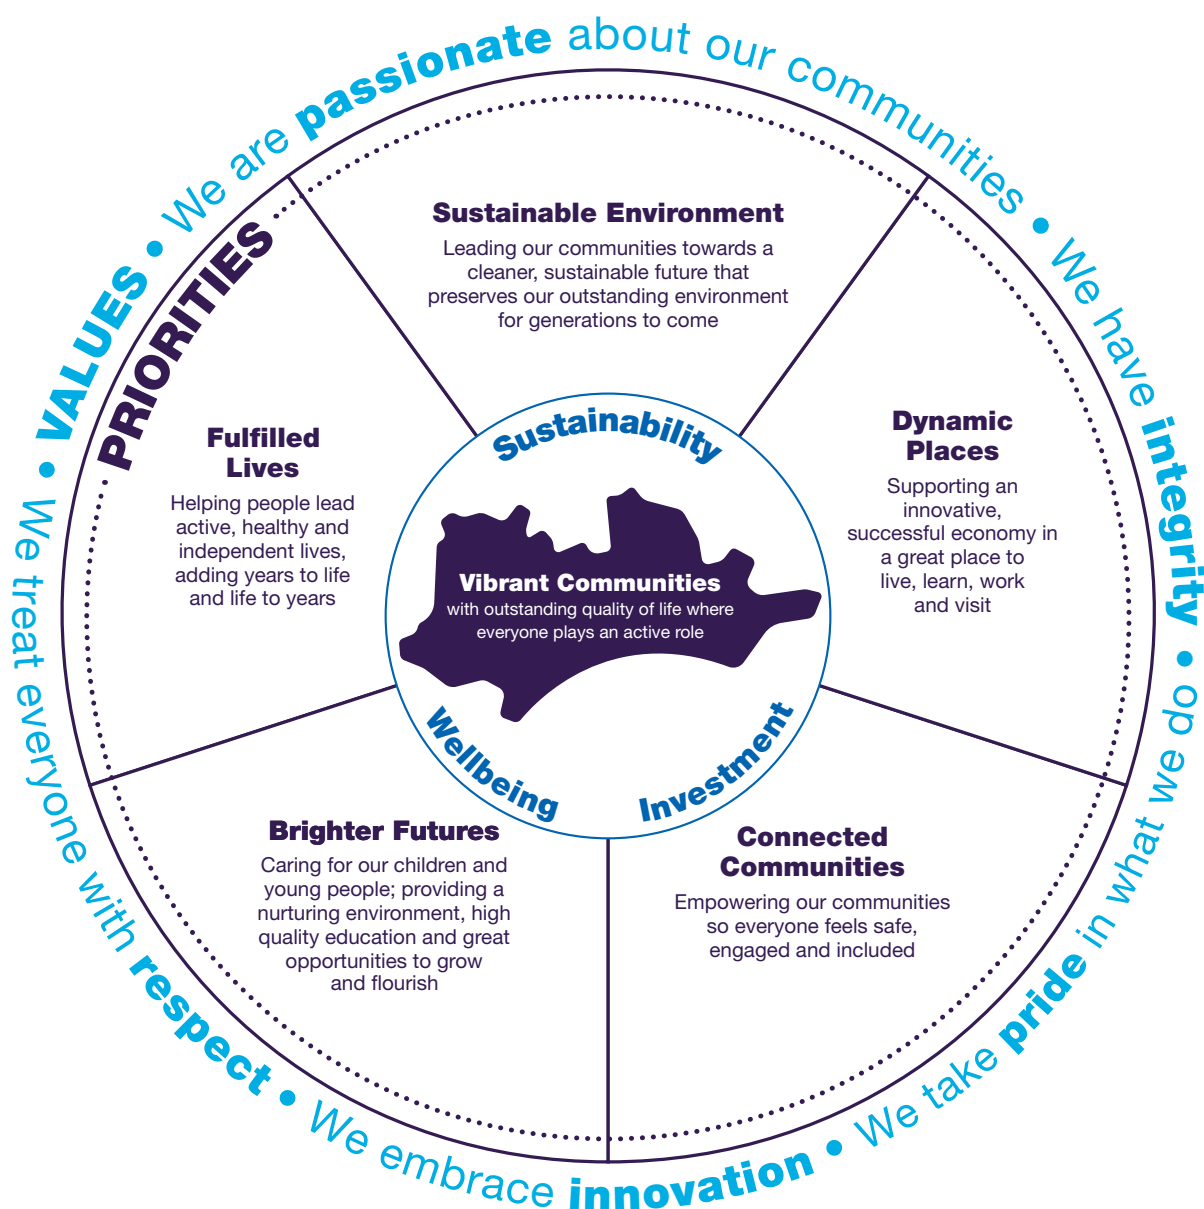 VALUES • We are passionate about our communities • We have integrity • We take pride in what we do • We embrace innovation • We treat everyone with respect •
PRIORITIES
Sustainable Environment
Leading our communities towards a
cleaner, sustainable future that
preserves our outstanding environment
for generations to come
Dynamic
Places
Supporting an
innovative,
successful economy in
a great place to
live, learn, work
and visit
Connected
Communities
Empowering our communities
so everyone feels safe,
engaged and included
Brighter Futures
Caring for our children and
young people; providing a
nurturing environment, high
quality education and great
opportunities to grow
and flourish
Fulfilled
Lives
Helping people lead
active, healthy and
independent lives,
adding years to life
and life to years
Sustainability
Investment
Wellbeing
Vibrant Communities
with outstanding quality of life where
everyone plays an active role